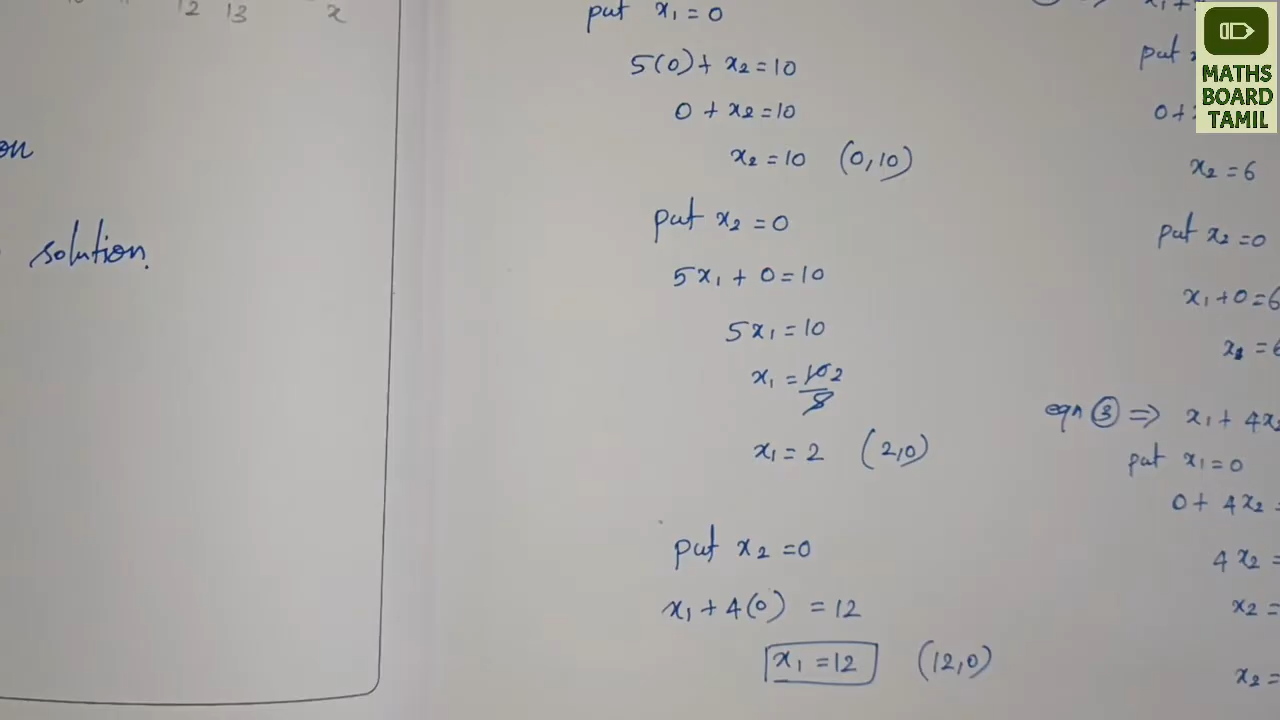 12 13 x
on
solution.
put x₁ = 0
5(0) + x₂ = 10
0 + x₂ = 10
x₂ = 10 (0,10)
put x₂ = 0
5x₁ + 0 = 10
5x₁ = 10
x₁ = 10/5 2
x₁ = 2 (2,0)
put x₂ = 0
x₁ + 4(0) = 12
x₁ = 12 (12,0)
put
0 +
x₂ = 6
put x₂ = 0
x₁ + 0 = 6
eqn ③ ⇒ x₁ + 4x₂
put x₁ = 0
0 + 4x₂ =
4x₂ =
x₂ =
x₂ =
MATHS
BOARD
TAMIL